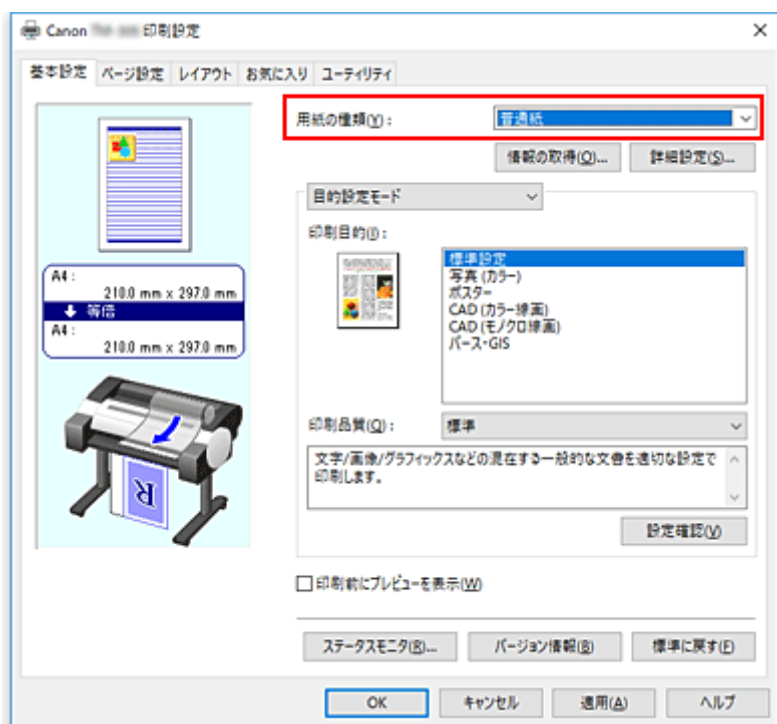 Canon 印刷設定
基本設定 ページ設定 レイアウト お気に入り ユーティリティ
用紙の種類(Y): 普通紙
情報の取得(O)... 詳細設定(S)...
目的設定モード
印刷目的(I):
標準設定
写真 (カラー)
ポスター
CAD (カラー線画)
CAD (モノクロ線画)
パース・GIS
A4 :
210.0 mm x 297.0 mm
等倍
A4 :
210.0 mm x 297.0 mm
R
印刷品質(Q): 標準
文字/画像/グラフィックスなどの混在する一般的な文書を適切な設定で
印刷します。
設定確認(V)
印刷前にプレビューを表示(W)
ステータスモニタ(R)... バージョン情報(B) 標準に戻す(F)
OK キャンセル 適用(A) ヘルプ